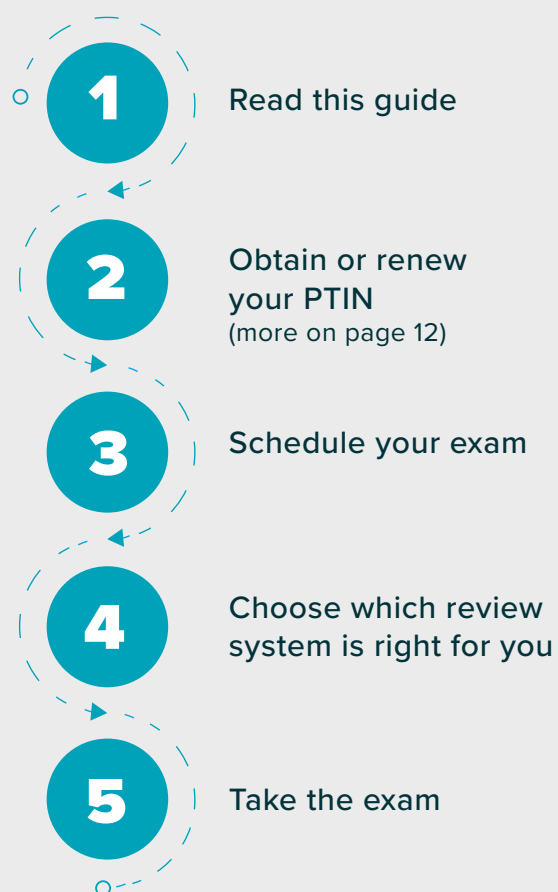 1
Read this guide
2
Obtain or renew
your PTIN
(more on page 12)
3
Schedule your exam
4
Choose which review
system is right for you
5
Take the exam